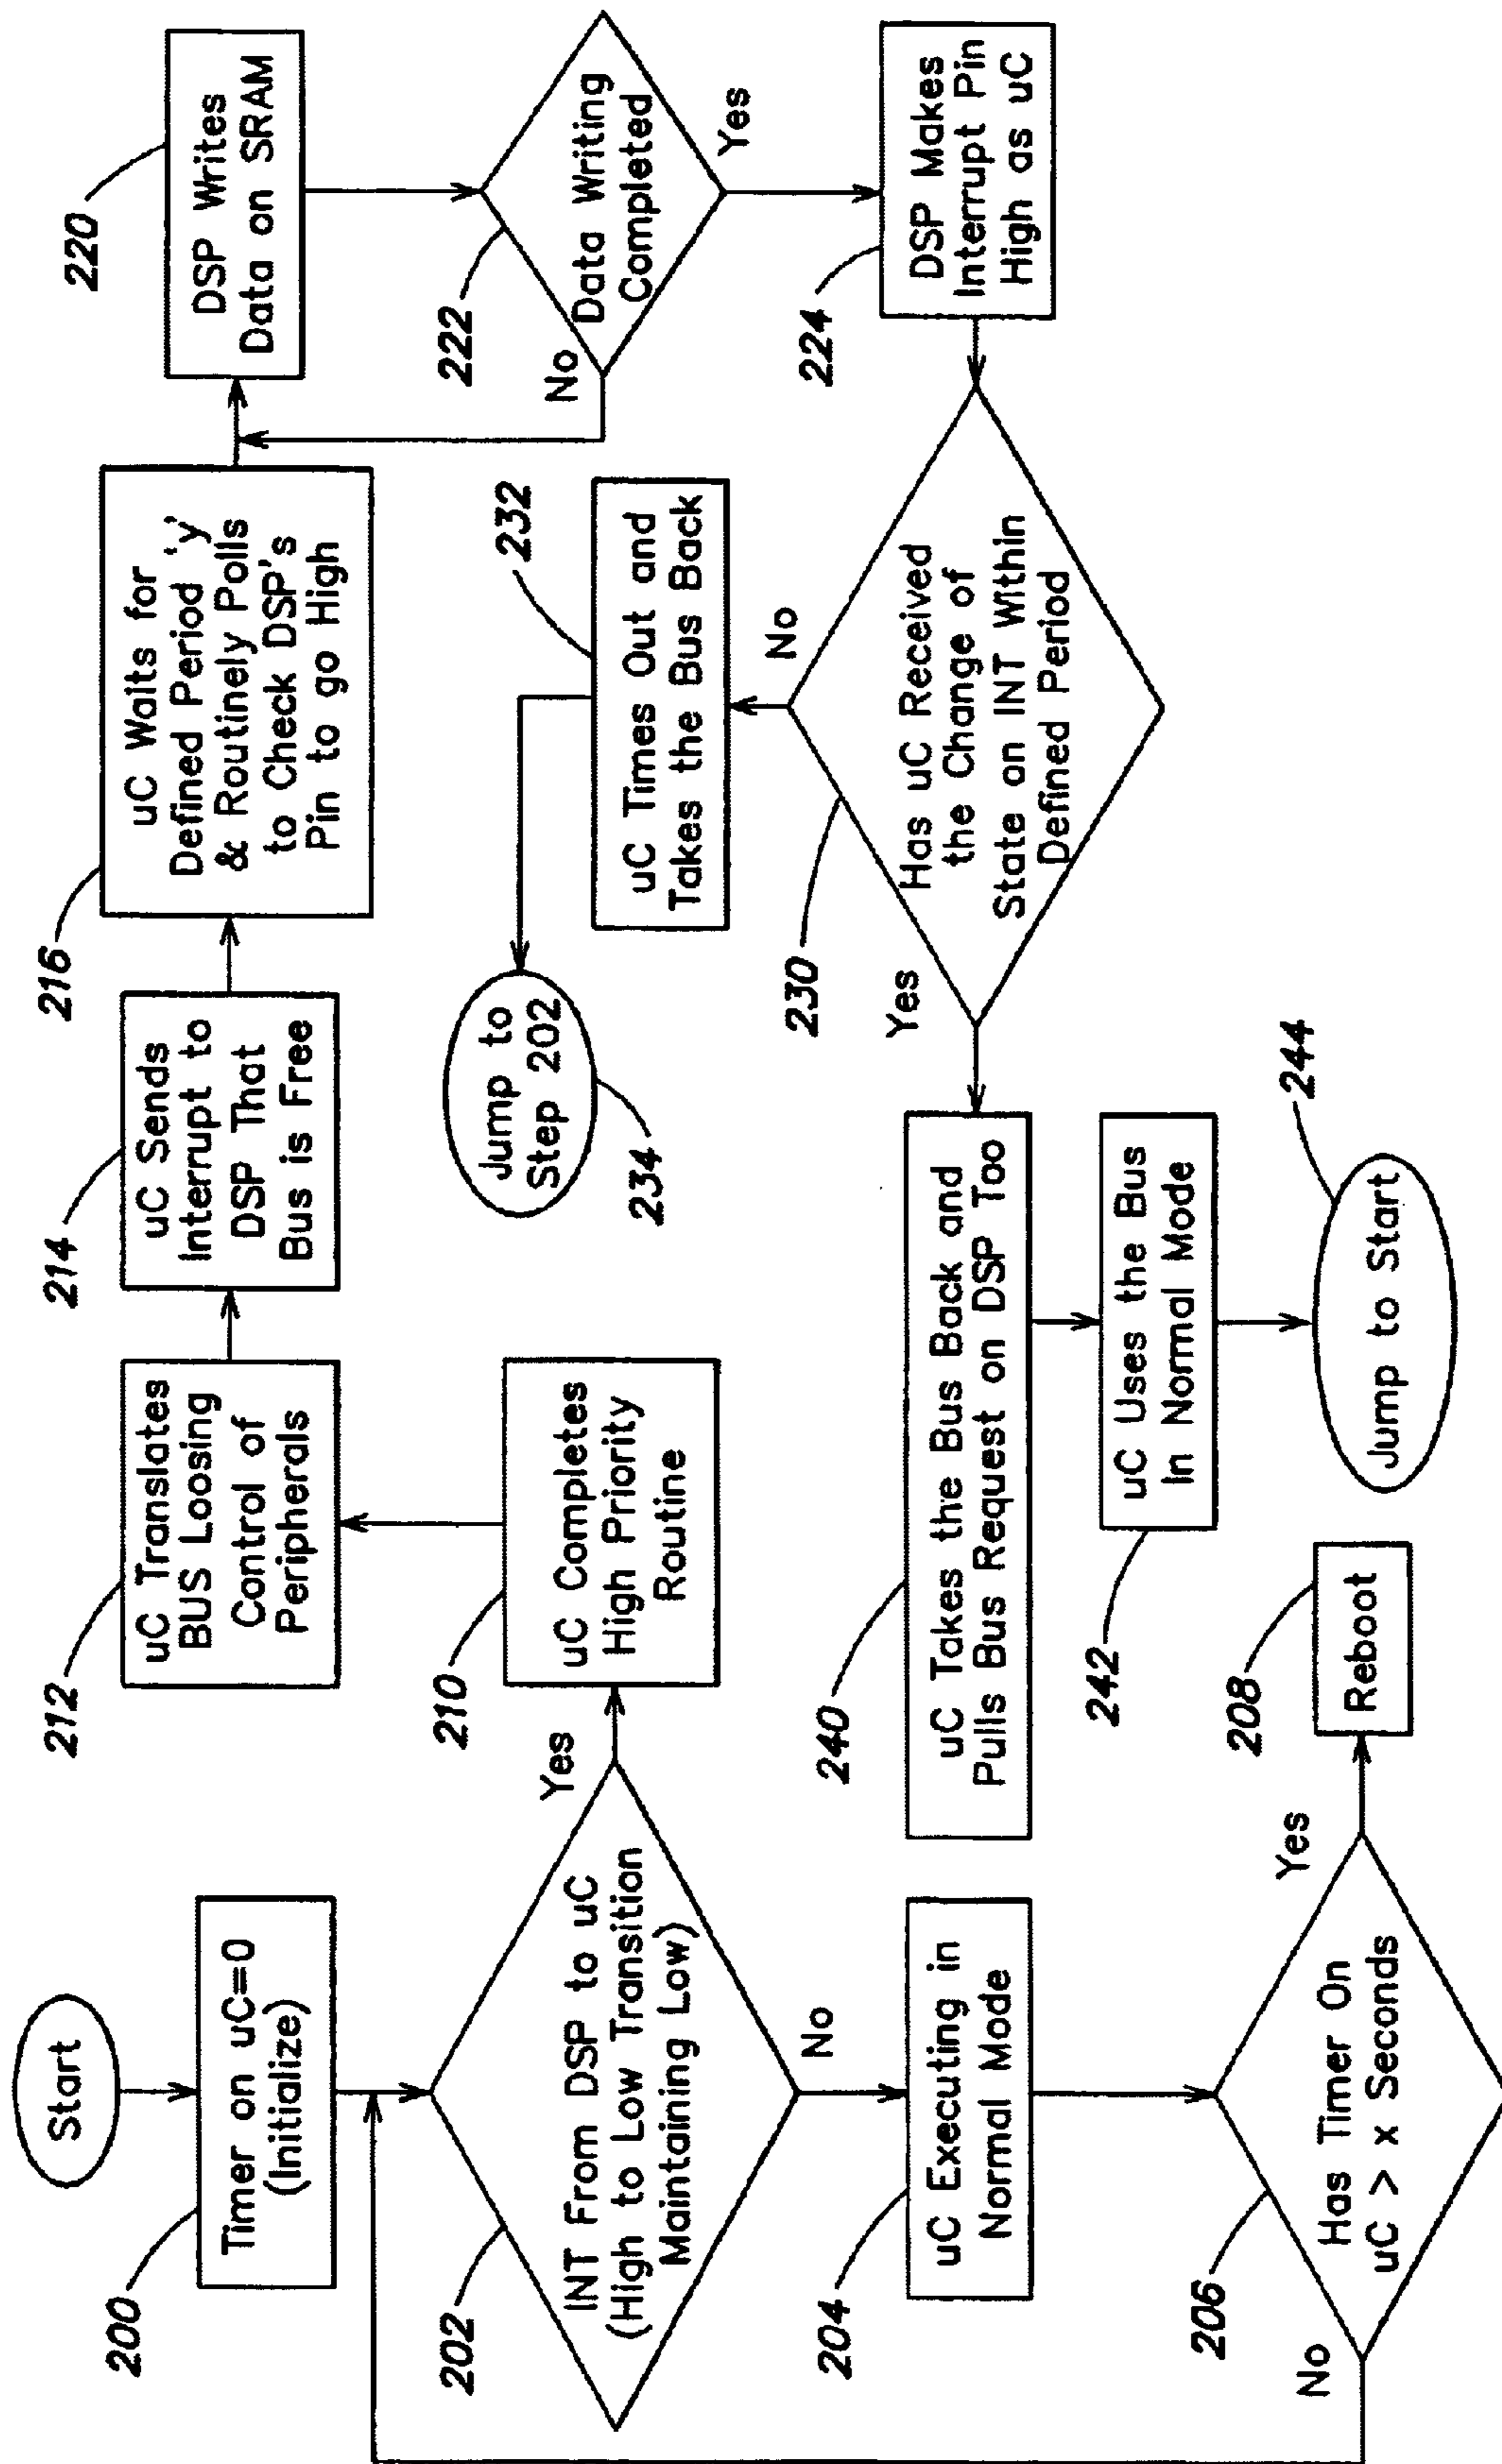 Start
200
Timer on uC=0
(Initialize)
202
INT From DSP to uC
(High to Low Transition
Maintaining Low)
Yes
No
204
uC Executing in
Normal Mode
206
Has Timer On
uC > x Seconds
No
Yes
208
Reboot
210
uC Completes
High Priority
Routine
212
uC Translates
BUS Loosing
Control of
Peripherals
214
uC Sends
Interrupt to
DSP That
Bus is Free
216
uC Waits for
Defined Period 'y'
& Routinely Polls
to Check DSP's
Pin to go High
220
DSP Writes
Data on SRAM
222
Data Writing
Completed
No
Yes
224
DSP Makes
Interrupt Pin
High as uC
230
Has uC Received
the Change of
State on INT Within
Defined Period
No
Yes
232
uC Times Out and
Takes the Bus Back
234
Jump to
Step 202
240
uC Takes the Bus Back and
Pulls Bus Request on DSP Too
242
uC Uses the Bus
In Normal Mode
244
Jump to Start